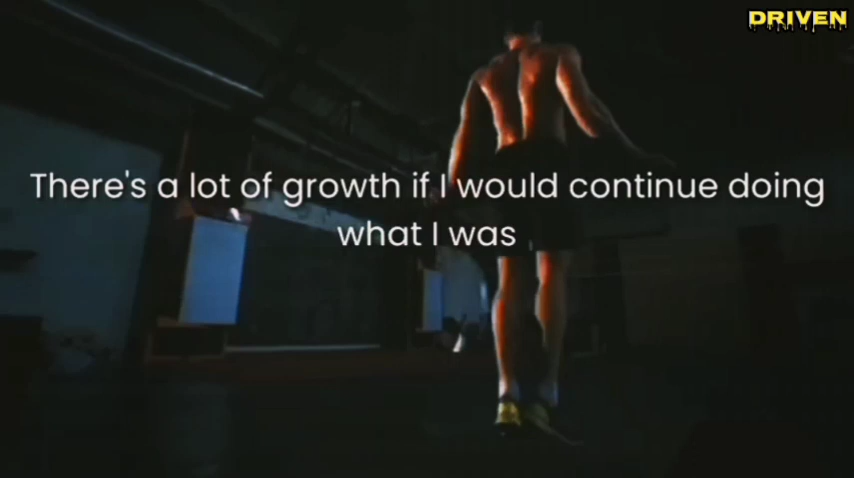 DRIVEN
There's a lot of growth if I would continue doing
what I was